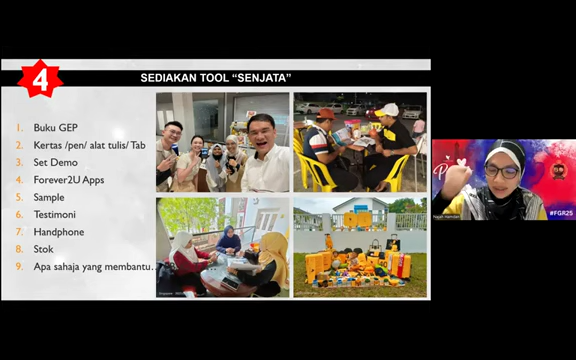 4
SEDIAKAN TOOL “SENJATA”
1. Buku GEP
2. Kertas /pen/ alat tulis/ Tab
3. Set Demo
4. Forever2U Apps
5. Sample
6. Testimoni
7. Handphone
8. Stok
9. Apa sahaja yang membantu…
#FGR25